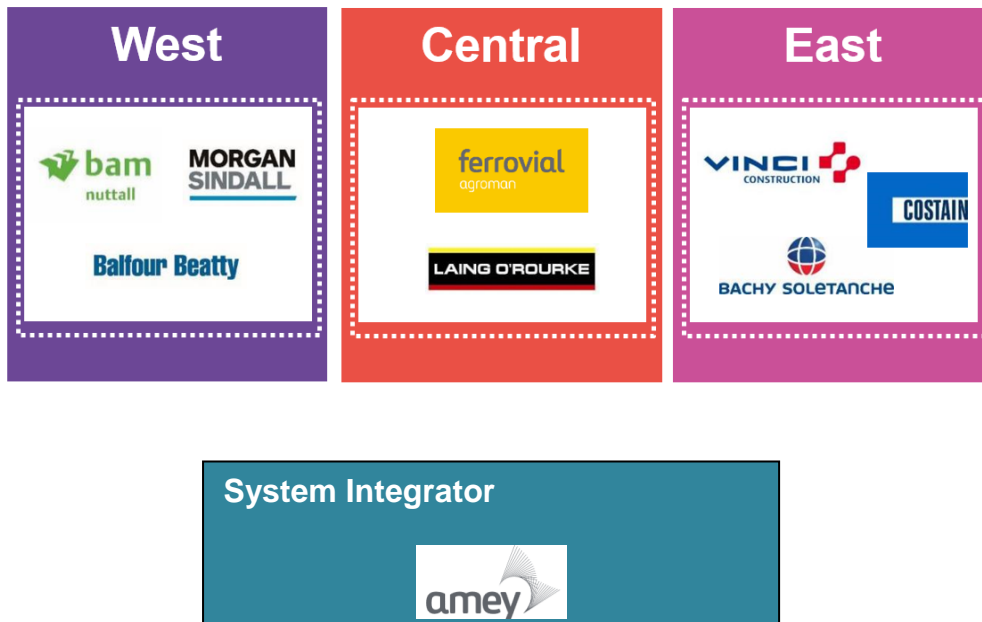 West
bam
nuttall
MORGAN
SINDALL
Balfour Beatty
Central
ferrovial
agroman
LAING O'ROURKE
East
VINCI
CONSTRUCTION
COSTAIN
BACHY SOLETANCHE
System Integrator
amey